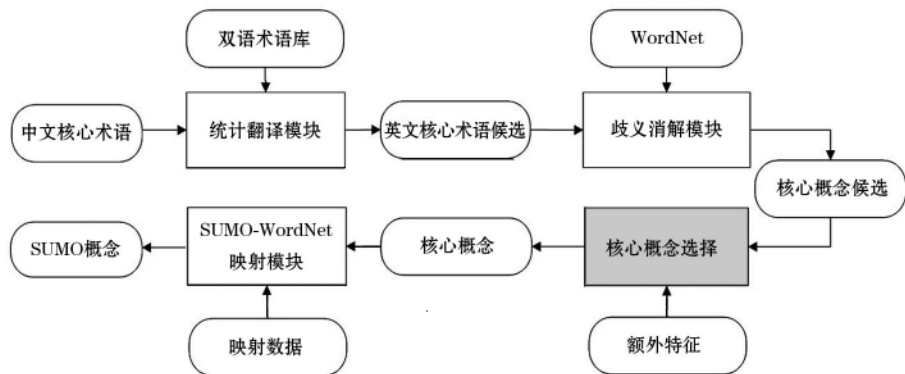 双语术语库
WordNet
中文核心术语
统计翻译模块
英文核心术语候选
歧义消解模块
核心概念候选
SUMO概念
SUMO-WordNet
映射模块
核心概念
核心概念选择
映射数据
额外特征